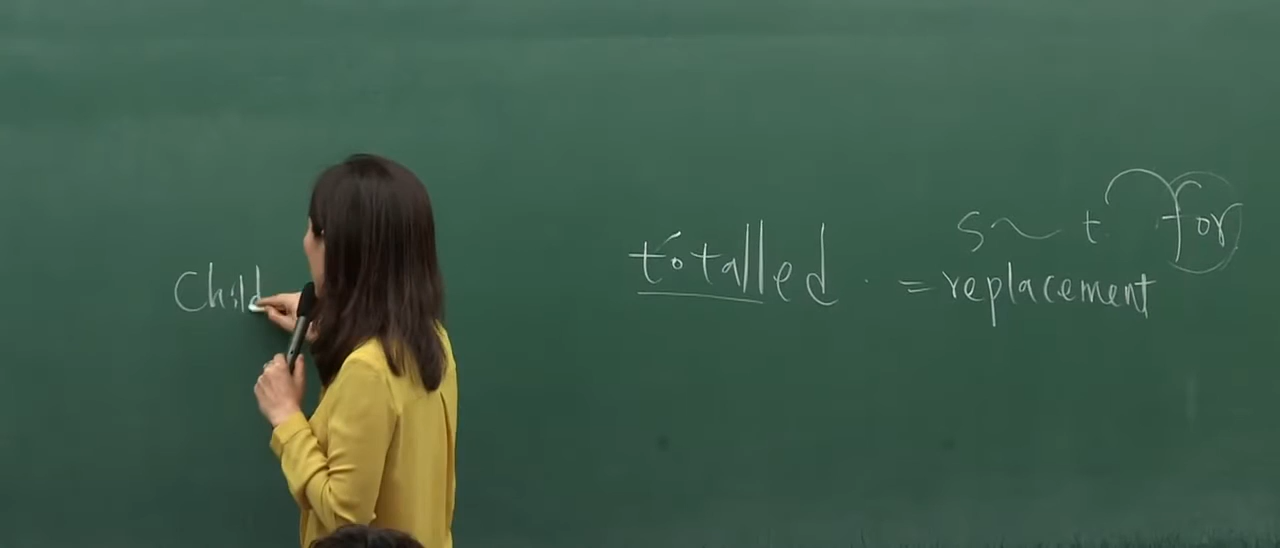 Child
totalled = replacement
s~ t for